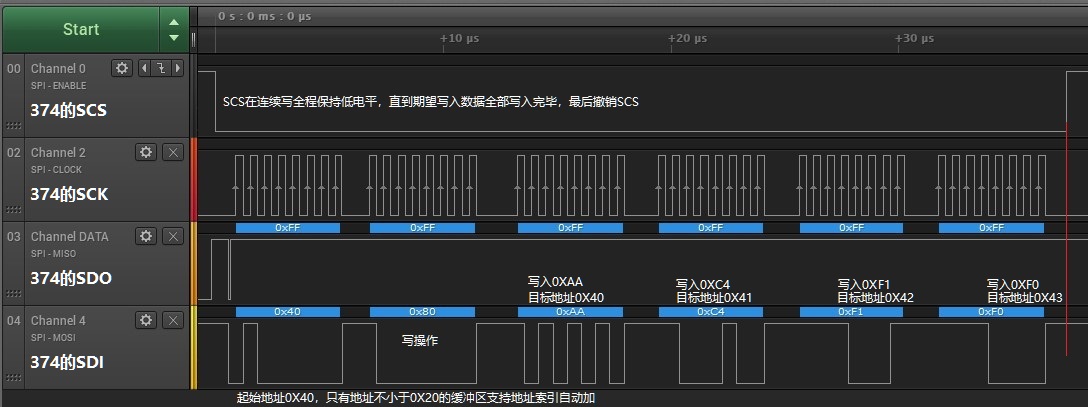 Start
0 s : 0 ms : 0 µs
+10 µs
+20 µs
+30 µs
00 Channel 0
SPI - ENABLE
374的SCS
SCS在连续写全程保持低电平，直到期望写入数据全部写入完毕，最后撤销SCS
02 Channel 2
SPI - CLOCK
374的SCK
0xFF 0xFF 0xFF 0xFF 0xFF 0xFF
03 Channel DATA
SPI - MISO
374的SDO
写入0XAA
目标地址0X40
写入0XC4
目标地址0X41
写入0XF1
目标地址0X42
写入0XF0
目标地址0X43
0x40 0x80 0xAA 0xC4 0xF1 0xF0
04 Channel 4
SPI - MOSI
374的SDI
写操作
起始地址0X40，只有地址不小于0X20的缓冲区支持地址索引自动加